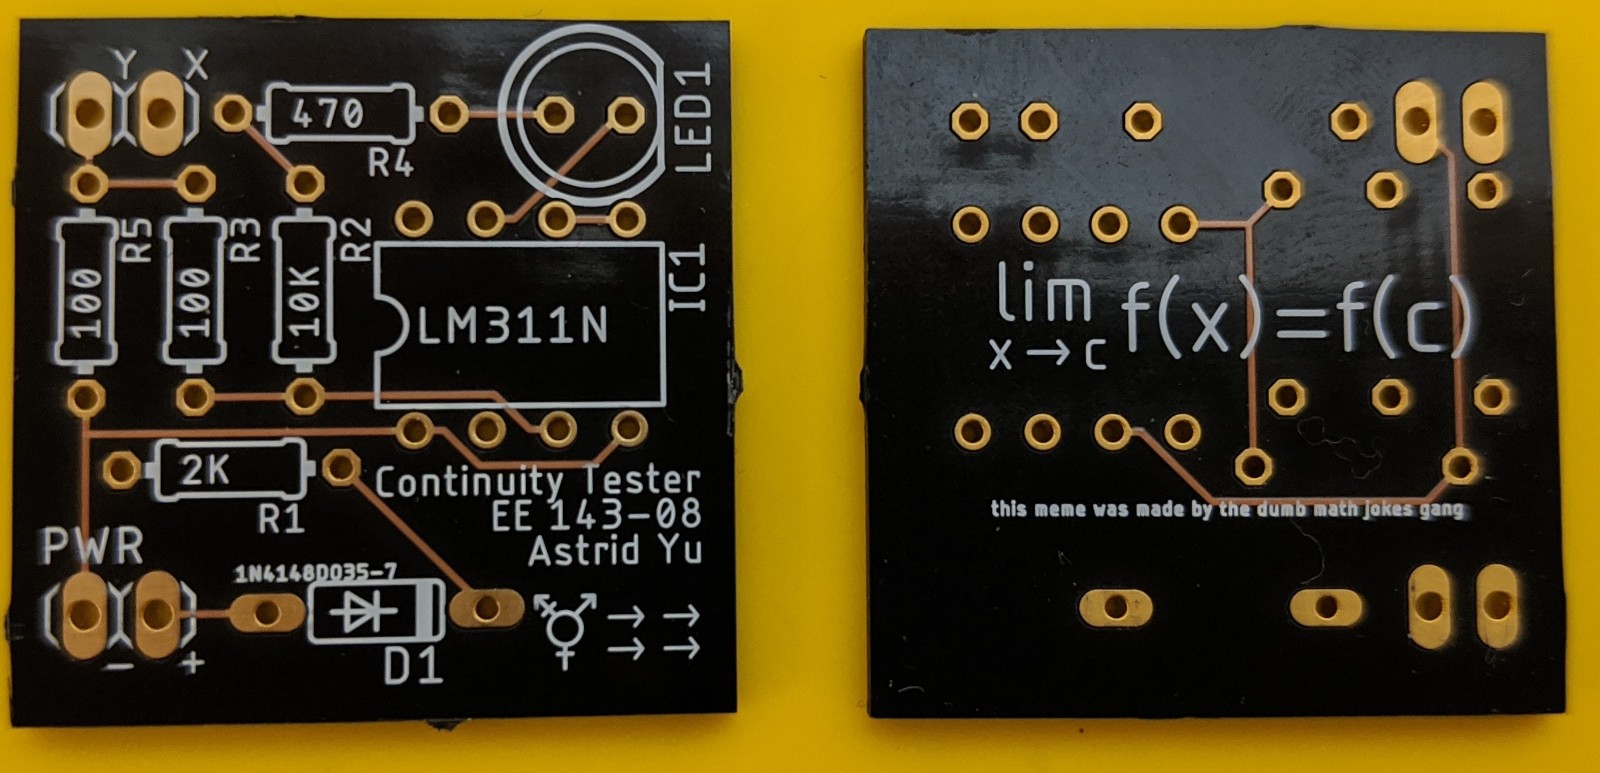 Y X
470
R4
LED1
R5
R3
R2
100
100
10K
IC1
LM311N
2K
R1
Continuity Tester
EE 143-08
Astrid Yu
PWR
1N4148DO35-7
- +
D1
lim f(x)=f(c)
x→c
this meme was made by the dumb math jokes gang